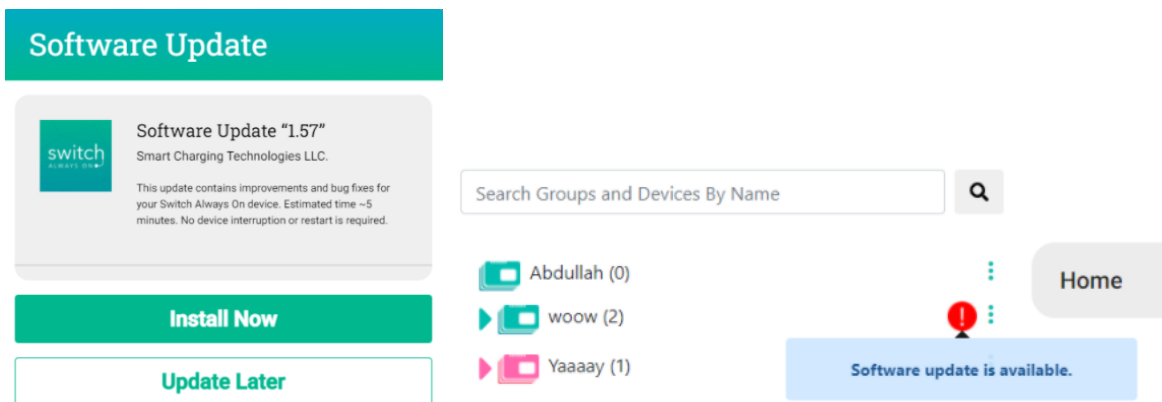 Software Update
switch
ALWAYS ON
Software Update “1.57”
Smart Charging Technologies LLC.
This update contains improvements and bug fixes for
your Switch Always On device. Estimated time ~5
minutes. No device interruption or restart is required.
Install Now
Update Later
Search Groups and Devices By Name
Abdullah (0)
woow (2)
!
Yaaaay (1)
Software update is available.
Home